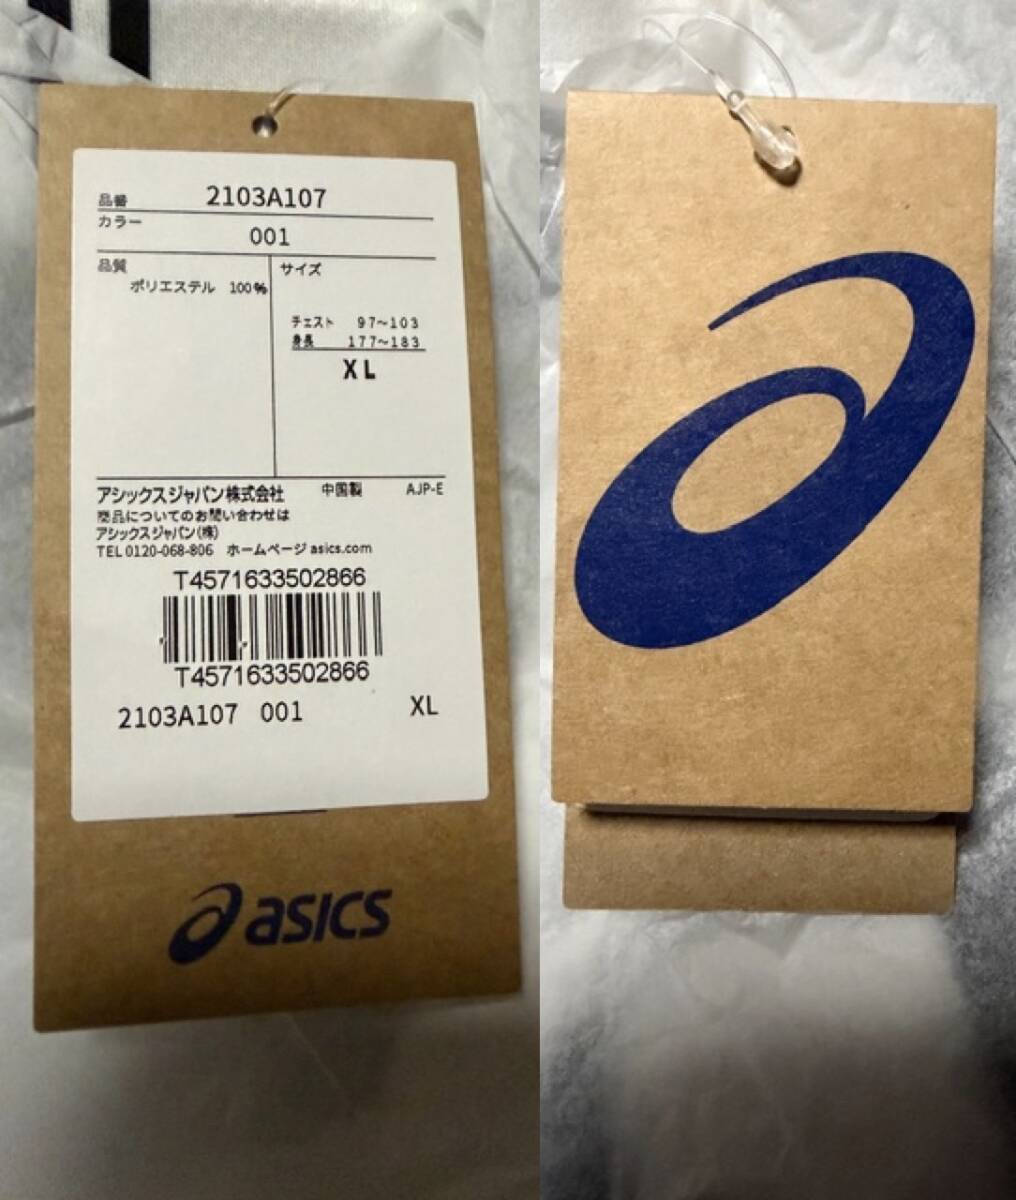 品番 2103A107
カラー
001
品質
ポリエステル 100%
サイズ
チェスト 97~103
身長 177~183
XL
アシックスジャパン株式会社 中国製 AJP-E
商品についてのお問い合わせは
アシックスジャパン(株)
TEL 0120-068-806 ホームページ asics.com
T4571633502866
T4571633502866
2103A107 001 XL
asics